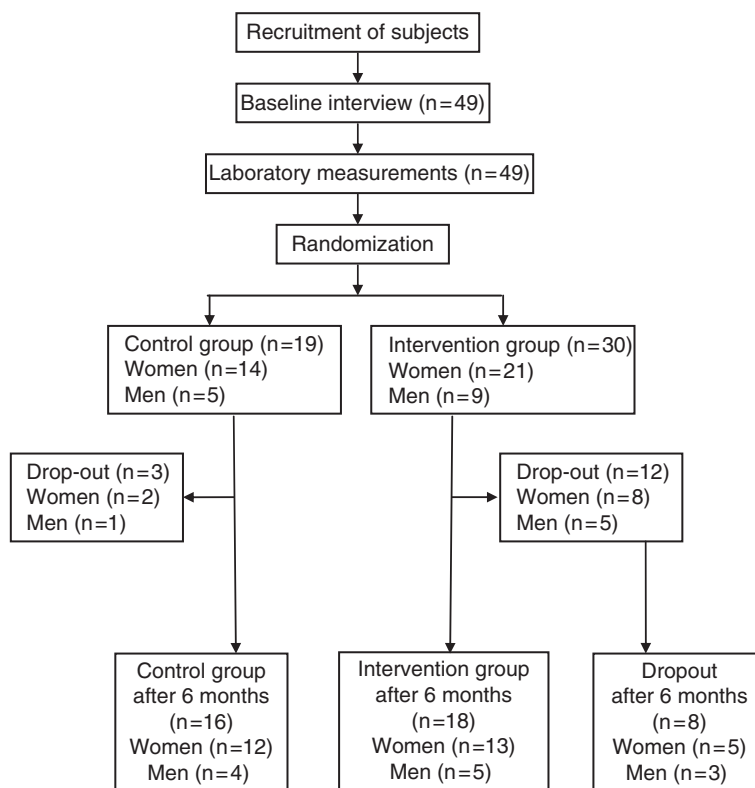 Recruitment of subjects
Baseline interview (n=49)
Laboratory measurements (n=49)
Randomization
Control group (n=19)
Women (n=14)
Men (n=5)
Intervention group (n=30)
Women (n=21)
Men (n=9)
Drop-out (n=3)
Women (n=2)
Men (n=1)
Drop-out (n=12)
Women (n=8)
Men (n=5)
Control group
after 6 months
(n=16)
Women (n=12)
Men (n=4)
Intervention group
after 6 months
(n=18)
Women (n=13)
Men (n=5)
Dropout
after 6 months
(n=8)
Women (n=5)
Men (n=3)